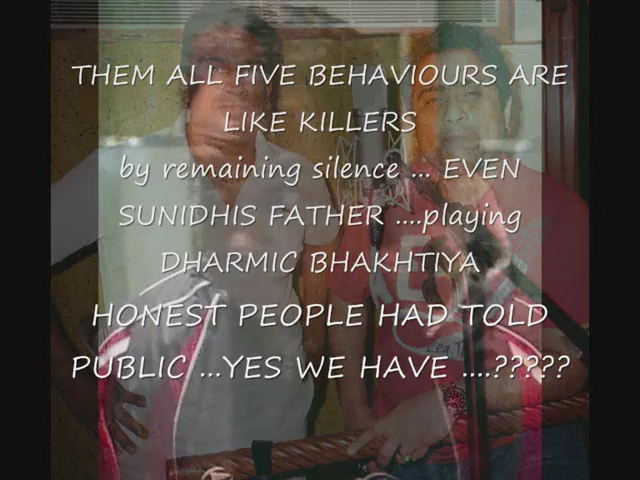 THEM ALL FIVE BEHAVIOURS ARE
LIKE KILLERS
by remaining silence ... EVEN
SUNIDHIS FATHER ....playing
DHARMIC BHAKHTIYA
HONEST PEOPLE HAD TOLD
PUBLIC ...YES WE HAVE ....?????